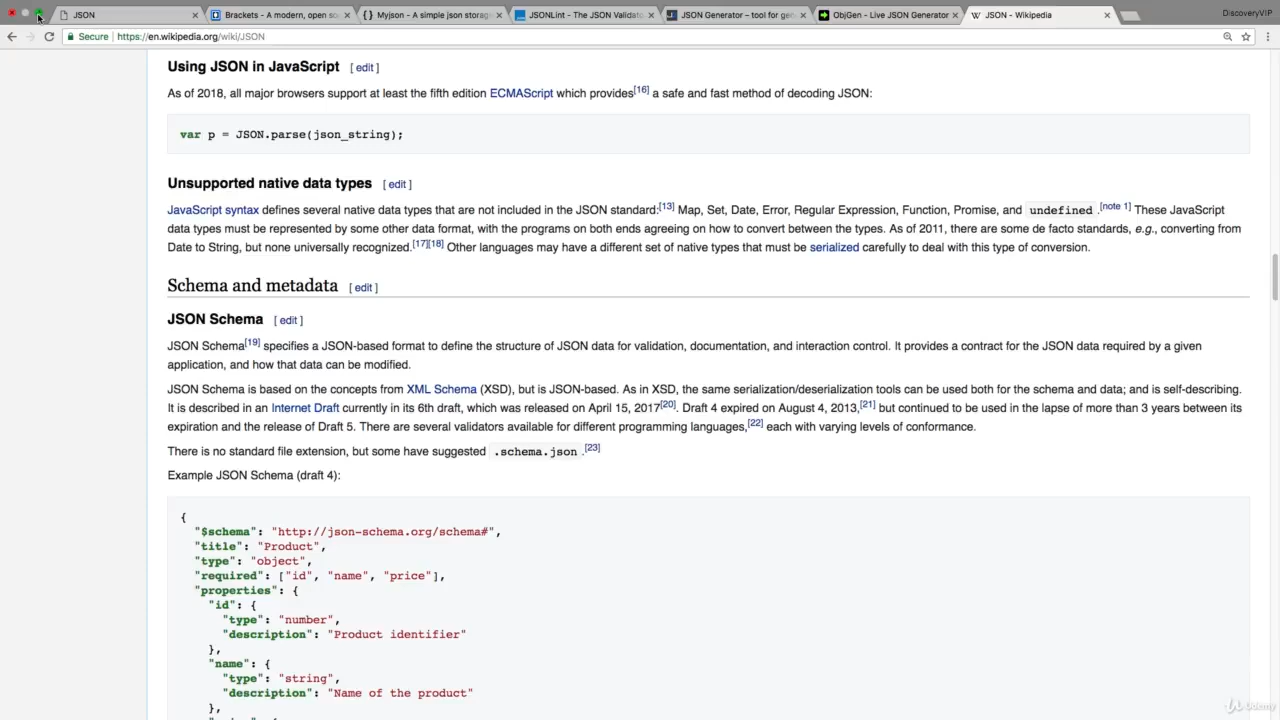 JSON
Brackets - A modern, open so
Myjson - A simple json storage
JSONLint - The JSON Validato
JSON Generator – tool for gen
ObjGen - Live JSON Generator
JSON - Wikipedia
DiscoveryVIP
Secure | https://en.wikipedia.org/wiki/JSON
Using JSON in JavaScript [ edit ]
As of 2018, all major browsers support at least the fifth edition ECMAScript which provides[16] a safe and fast method of decoding JSON:
var p = JSON.parse(json_string);
Unsupported native data types [ edit ]
JavaScript syntax defines several native data types that are not included in the JSON standard:[13] Map, Set, Date, Error, Regular Expression, Function, Promise, and undefined.[note 1] These JavaScript
data types must be represented by some other data format, with the programs on both ends agreeing on how to convert between the types. As of 2011, there are some de facto standards, e.g., converting from
Date to String, but none universally recognized.[17][18] Other languages may have a different set of native types that must be serialized carefully to deal with this type of conversion.
Schema and metadata [ edit ]
JSON Schema [ edit ]
JSON Schema[19] specifies a JSON-based format to define the structure of JSON data for validation, documentation, and interaction control. It provides a contract for the JSON data required by a given
application, and how that data can be modified.
JSON Schema is based on the concepts from XML Schema (XSD), but is JSON-based. As in XSD, the same serialization/deserialization tools can be used both for the schema and data; and is self-describing.
It is described in an Internet Draft currently in its 6th draft, which was released on April 15, 2017[20]. Draft 4 expired on August 4, 2013,[21] but continued to be used in the lapse of more than 3 years between its
expiration and the release of Draft 5. There are several validators available for different programming languages,[22] each with varying levels of conformance.
There is no standard file extension, but some have suggested .schema.json.[23]
Example JSON Schema (draft 4):
{
"$schema": "http://json-schema.org/schema#",
"title": "Product",
"type": "object",
"required": ["id", "name", "price"],
"properties": {
"id": {
"type": "number",
"description": "Product identifier"
},
"name": {
"type": "string",
"description": "Name of the product"
},
Udemy